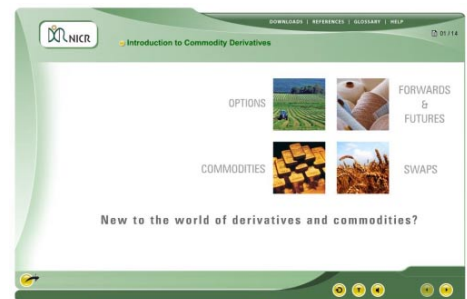 DOWNLOADS | REFERENCES | GLOSSARY | HELP
NICR
Introduction to Commodity Derivatives
01 / 14
OPTIONS
FORWARDS
&
FUTURES
COMMODITIES
SWAPS
New to the world of derivatives and commodities?